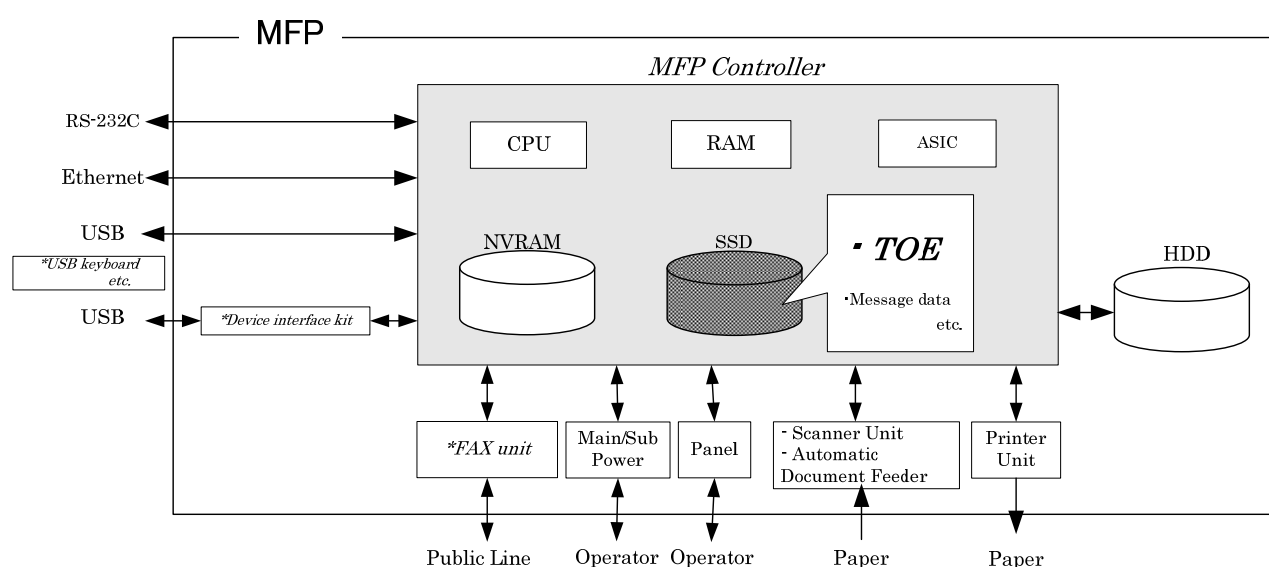 MFP
MFP Controller
RS-232C
CPU
RAM
ASIC
Ethernet
USB
NVRAM
SSD
- TOE
HDD
*USB keyboard
etc.
・Message data
etc.
USB
*Device interface kit
*FAX unit
Main/Sub
Power
Panel
- Scanner Unit
- Automatic
Document Feeder
Printer
Unit
Public Line
Operator
Operator
Paper
Paper